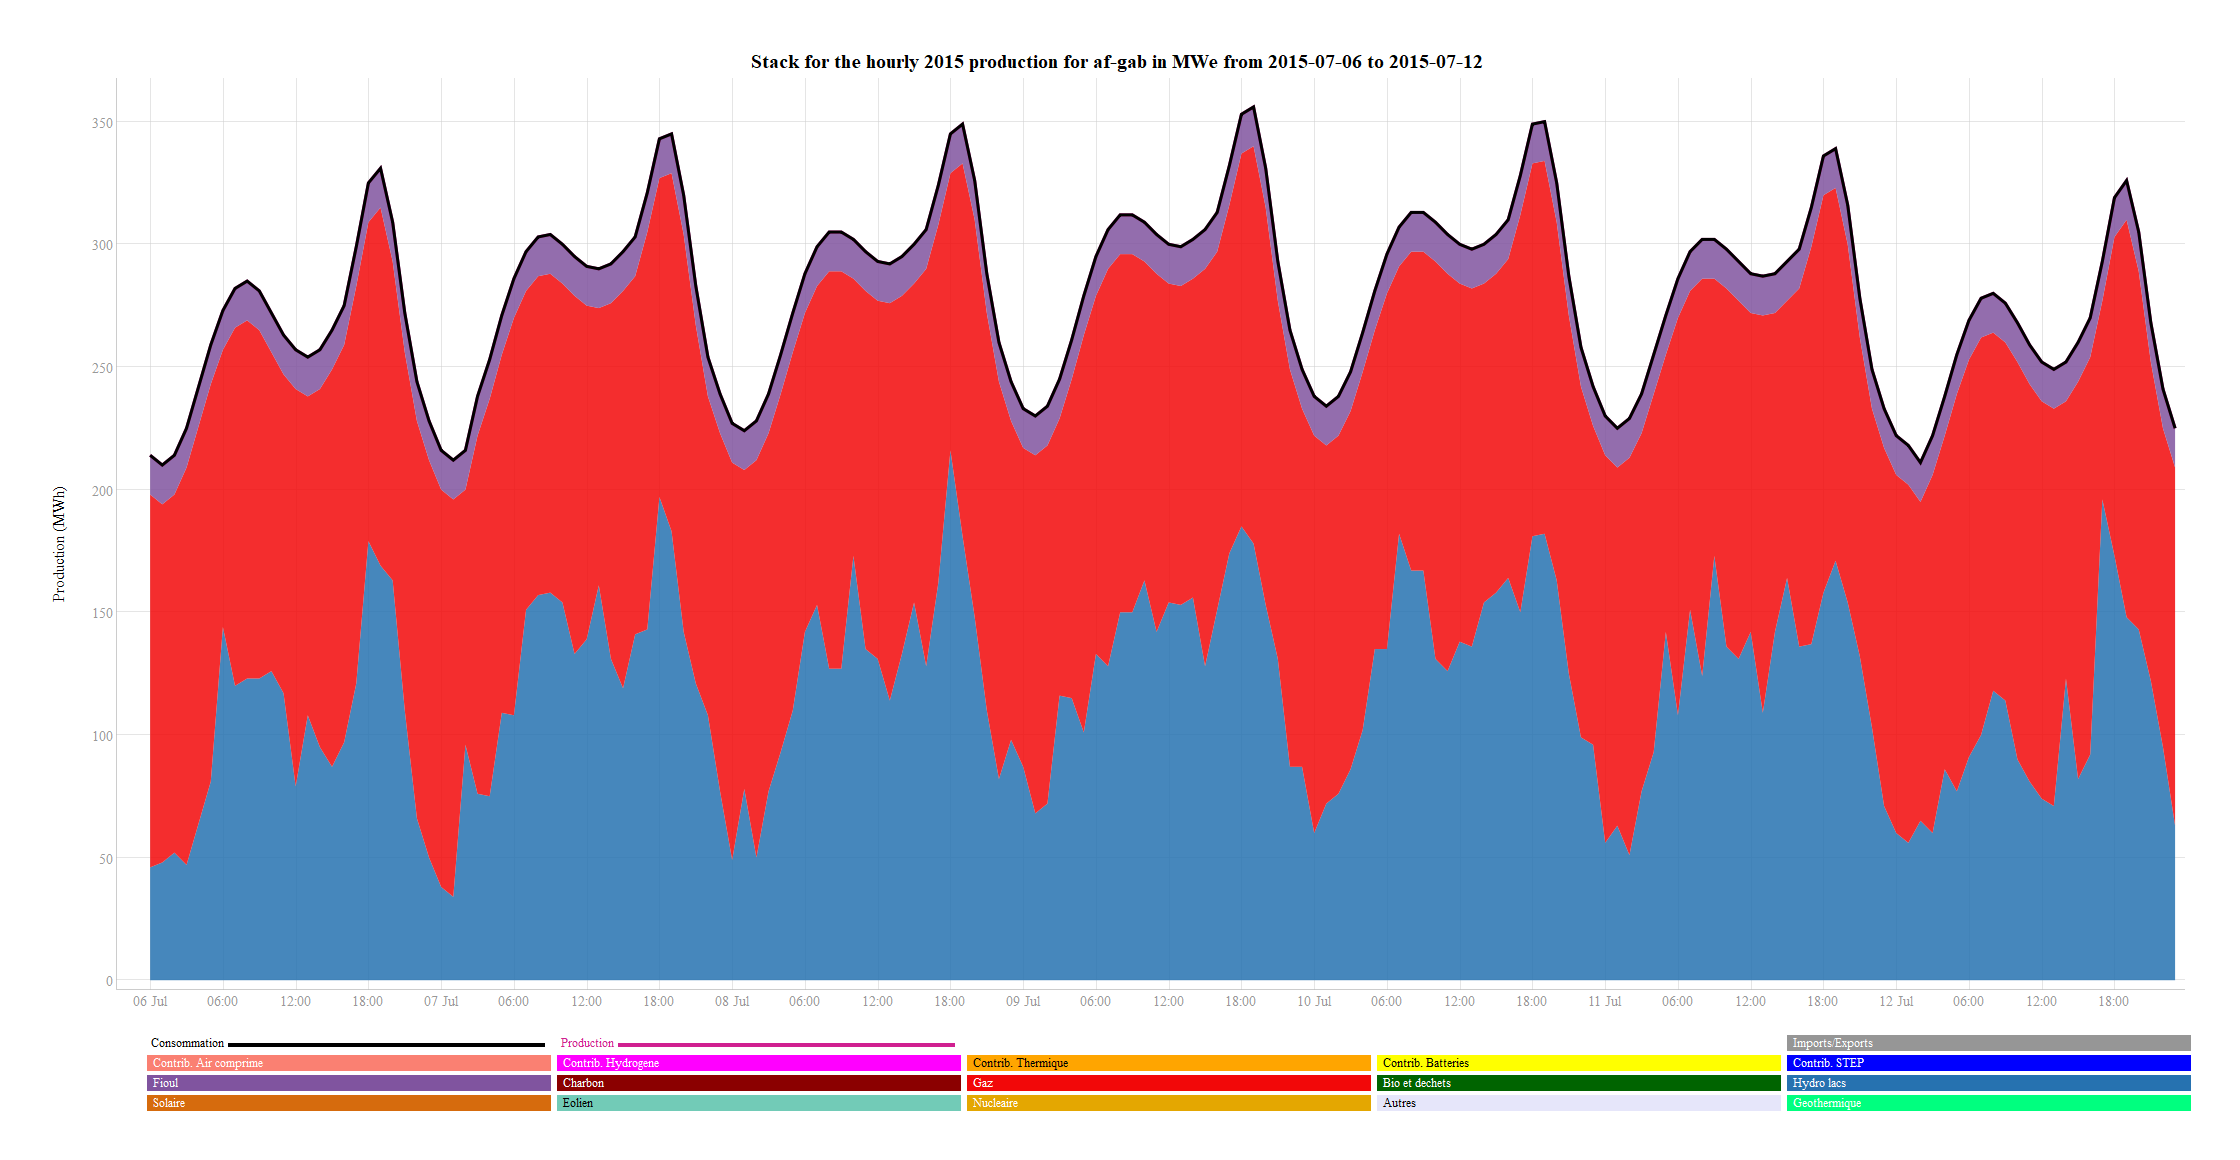 Stack for the hourly 2015 production for af-gab in MWe from 2015-07-06 to 2015-07-12
350
300
250
200
150
100
50
0
Production (MWh)
06 Jul 06:00 12:00 18:00 07 Jul 06:00 12:00 18:00 08 Jul 06:00 12:00 18:00 09 Jul 06:00 12:00 18:00 10 Jul 06:00 12:00 18:00 11 Jul 06:00 12:00 18:00 12 Jul 06:00 12:00 18:00
Consommation Production Imports/Exports
Contrib. Air comprime Contrib. Hydrogene Contrib. Thermique Contrib. Batteries Contrib. STEP
Fioul Charbon Gaz Bio et dechets Hydro lacs
Solaire Eolien Nucleaire Autres Geothermique